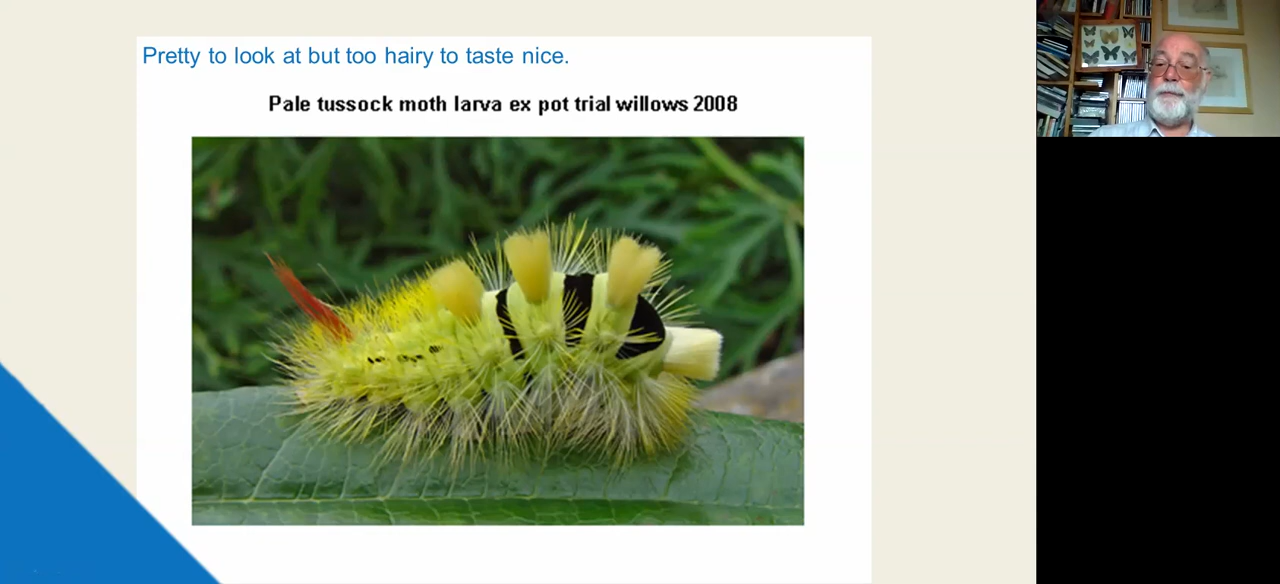 Pretty to look at but too hairy to taste nice.
Pale tussock moth larva ex pot trial willows 2008